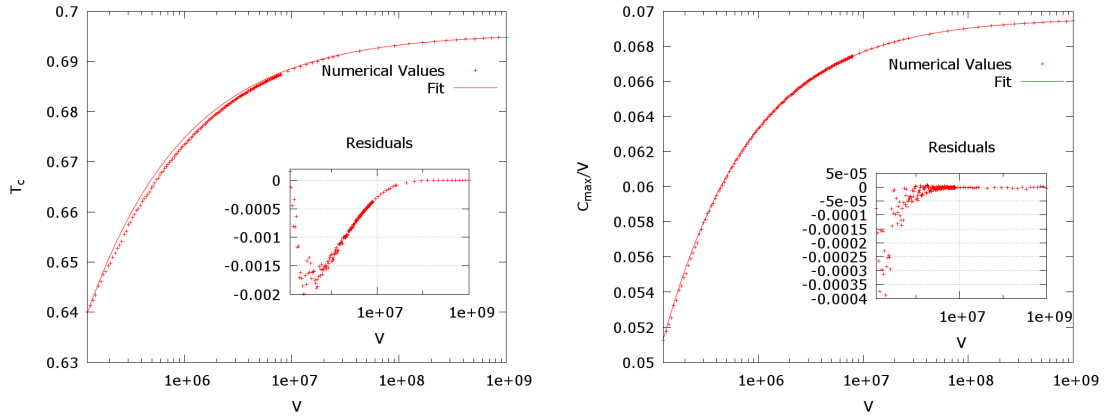 0.7
0.69
0.68
0.67
0.66
0.65
0.64
0.63
T_c
Numerical Values
Fit
Residuals
0
-0.0005
-0.001
-0.0015
-0.002
1e+07
1e+09
V
1e+06
1e+07
1e+08
1e+09
V
0.07
0.068
0.066
0.064
0.062
0.06
0.058
0.056
0.054
0.052
0.05
C_max/V
Numerical Values
Fit
Residuals
5e-05
0
-5e-05
-0.0001
-0.00015
-0.0002
-0.00025
-0.0003
-0.00035
-0.0004
1e+07
1e+09
V
1e+06
1e+07
1e+08
1e+09
V